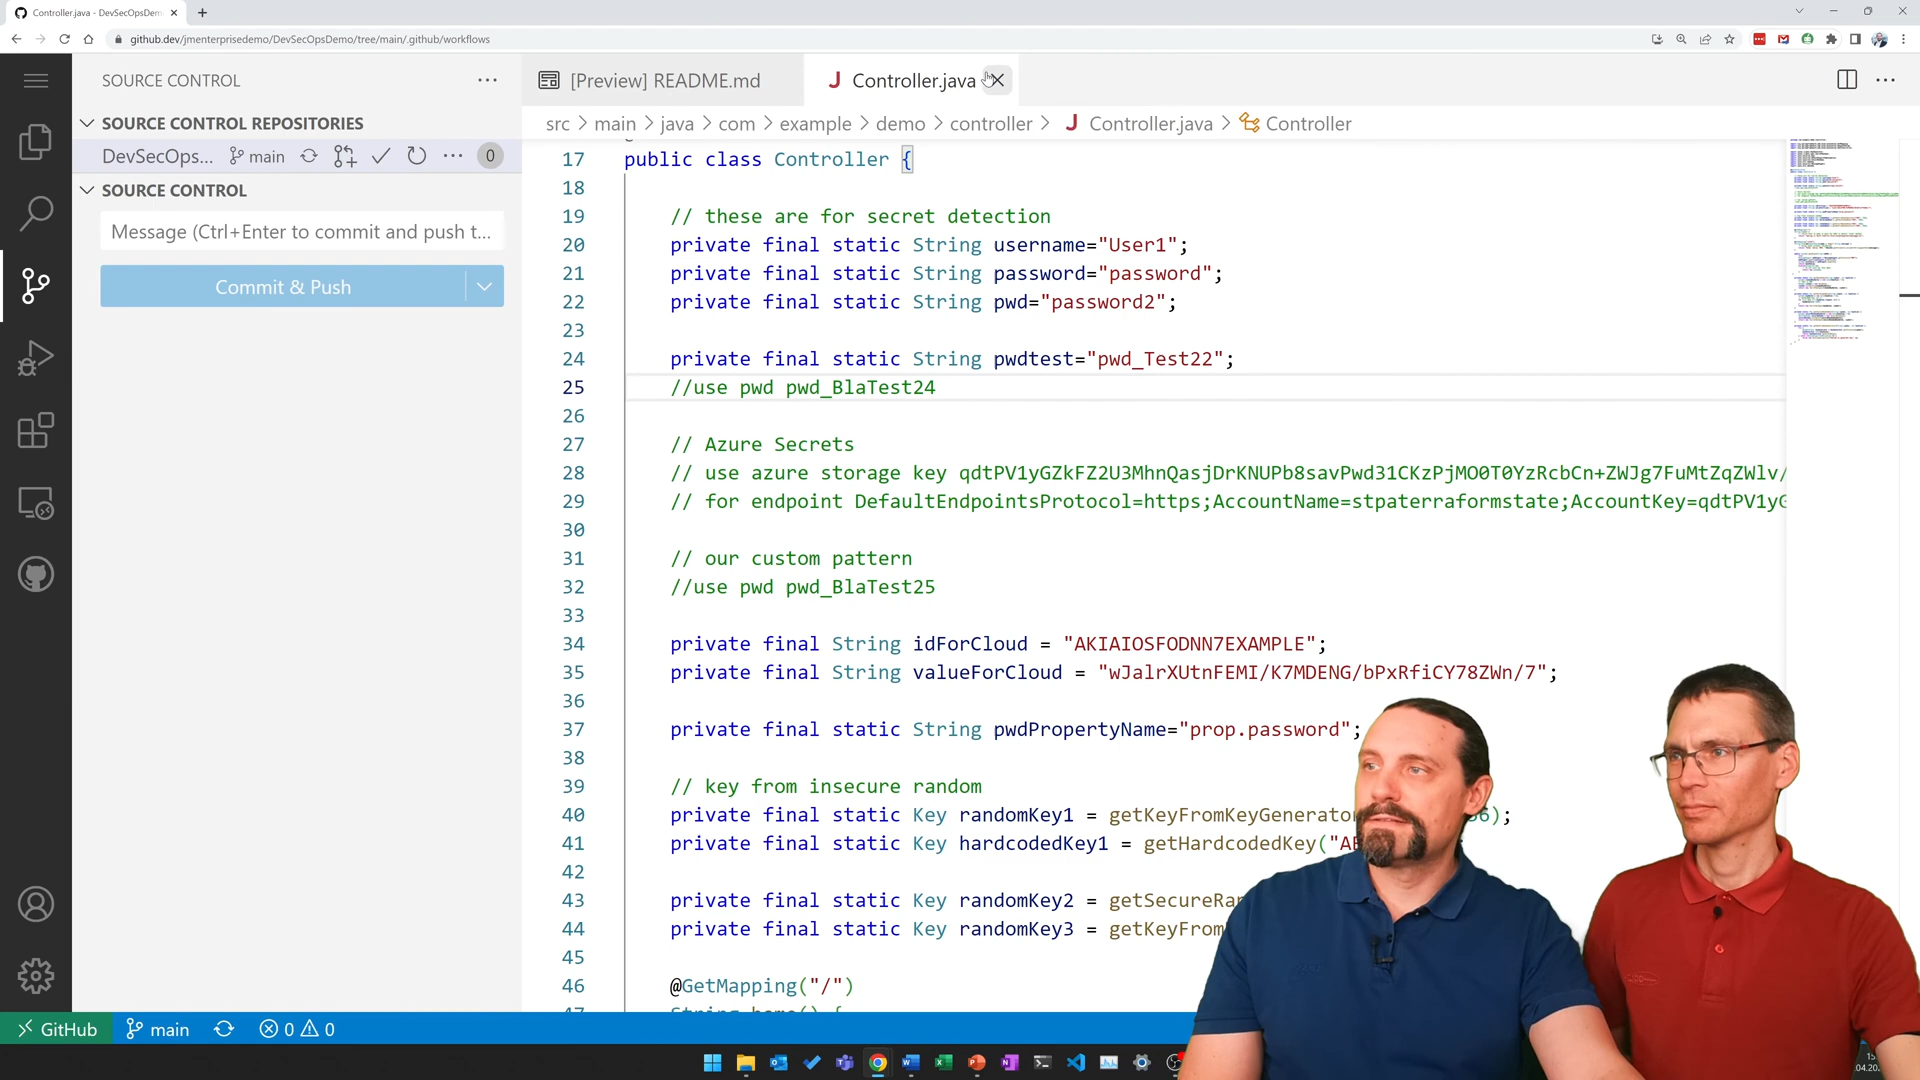 Controller.java - DevSecOpsDem
github.dev/jmenterprisedemo/DevSecOpsDemo/tree/main/.github/workflows
SOURCE CONTROL
SOURCE CONTROL REPOSITORIES
DevSecOps... main 0
SOURCE CONTROL
Message (Ctrl+Enter to commit and push t...
Commit & Push
[Preview] README.md
Controller.java
src > main > java > com > example > demo > controller > Controller.java > Controller
17 public class Controller {
18
19 // these are for secret detection
20 private final static String username="User1";
21 private final static String password="password";
22 private final static String pwd="password2";
23
24 private final static String pwdtest="pwd_Test22";
25 //use pwd pwd_BlaTest24
26
27 // Azure Secrets
28 // use azure storage key qdtPV1yGZkFZ2U3MhnQasjDrKNUPb8savPwd31CKzPjMO0T0YzRcbCn+ZWJg7FuMtZqZWlv/
29 // for endpoint DefaultEndpointsProtocol=https;AccountName=stpaterraformstate;AccountKey=qdtPV1yG
30
31 // our custom pattern
32 //use pwd pwd_BlaTest25
33
34 private final String idForCloud = "AKIAIOSFODNN7EXAMPLE";
35 private final String valueForCloud = "wJalrXUtnFEMI/K7MDENG/bPxRfiCY78ZWn/7";
36
37 private final static String pwdPropertyName="prop.password";
38
39 // key from insecure random
40 private final static Key randomKey1 = getKeyFromKeyGenerator 6);
41 private final static Key hardcodedKey1 = getHardcodedKey("AB
42
43 private final static Key randomKey2 = getSecureRan
44 private final static Key randomKey3 = getKeyFrom
45
46 @GetMapping("/")
47 String home() {
GitHub main 0 0